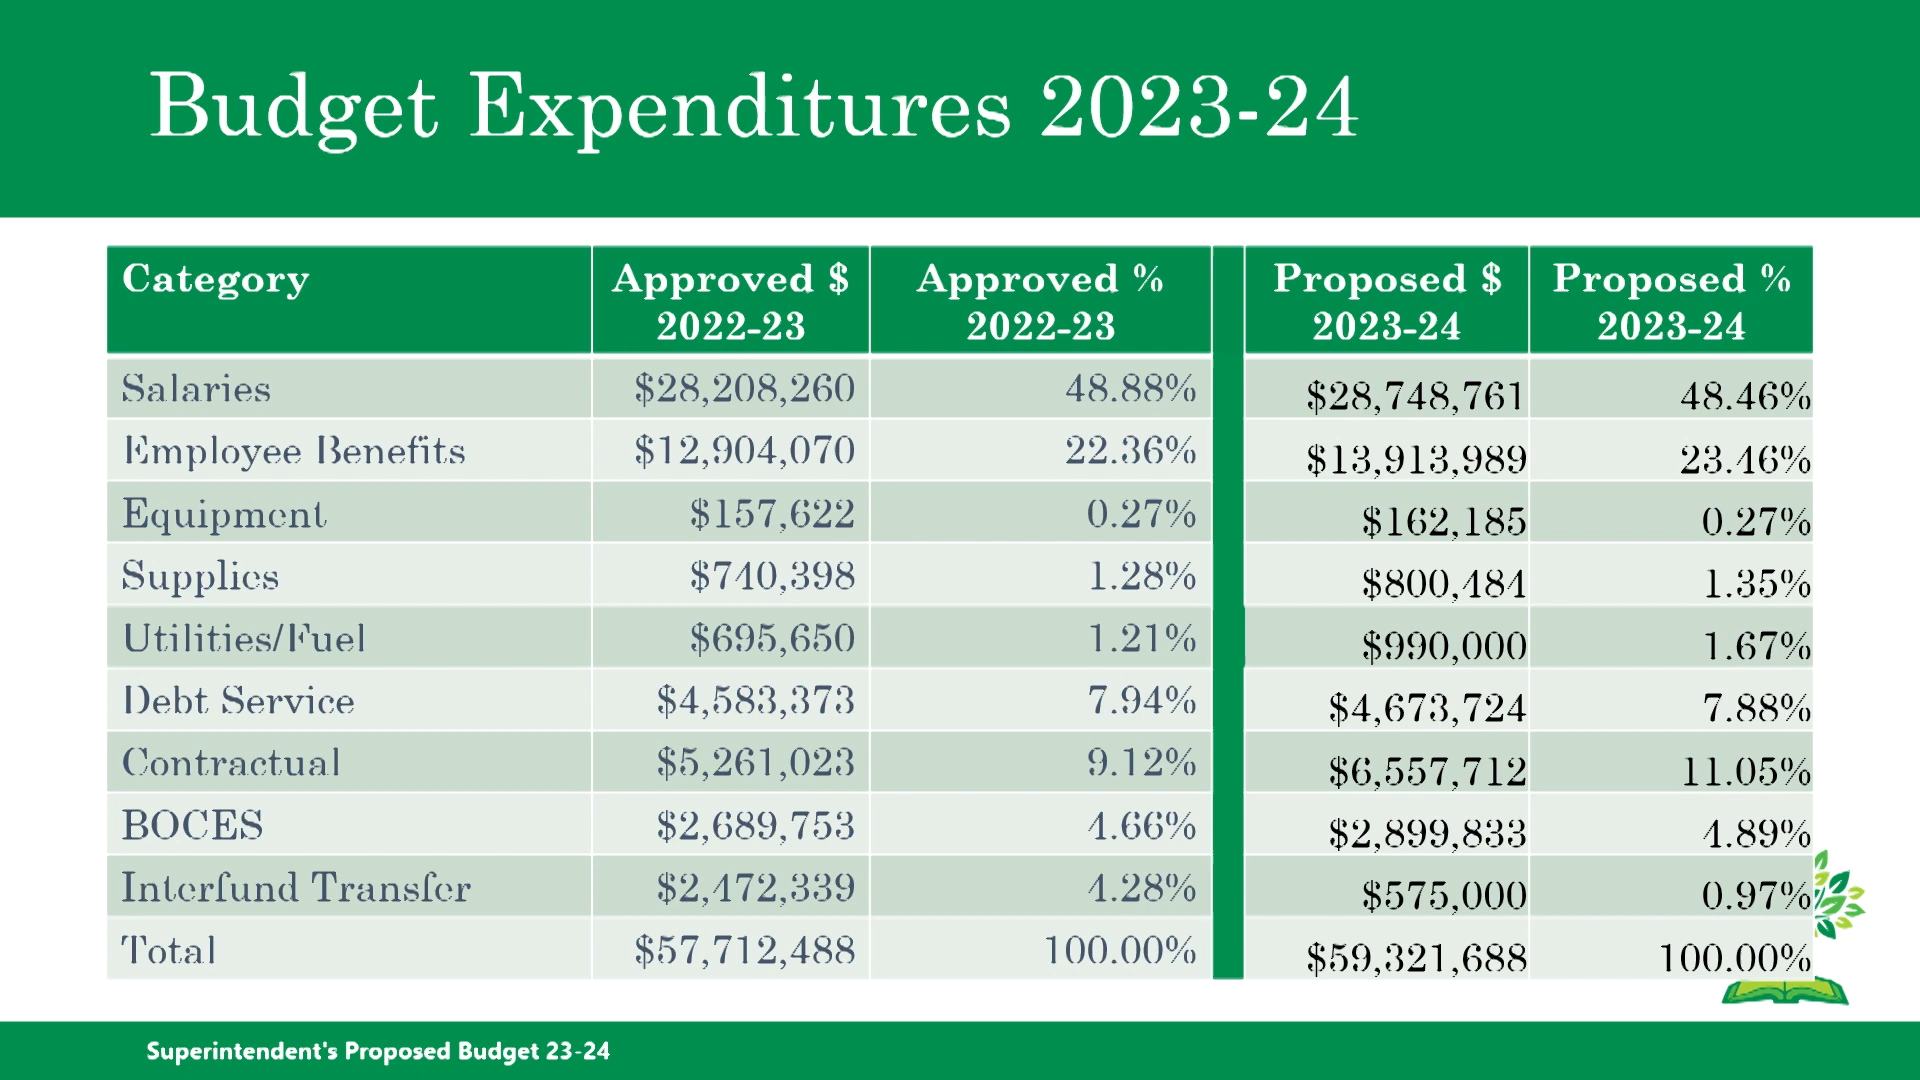 Budget Expenditures 2023-24
Category Approved $ 2022-23 Approved % 2022-23 Proposed $ 2023-24 Proposed % 2023-24
Salaries $28,208,260 48.88% $28,748,761 48.46%
Employee Benefits $12,904,070 22.36% $13,913,989 23.46%
Equipment $157,622 0.27% $162,185 0.27%
Supplies $740,398 1.28% $800,484 1.35%
Utilities/Fuel $695,650 1.21% $990,000 1.67%
Debt Service $4,583,373 7.94% $4,673,724 7.88%
Contractual $5,261,023 9.12% $6,557,712 11.05%
BOCES $2,689,753 4.66% $2,899,833 4.89%
Interfund Transfer $2,472,339 4.28% $575,000 0.97%
Total $57,712,488 100.00% $59,321,688 100.00%
Superintendent's Proposed Budget 23-24